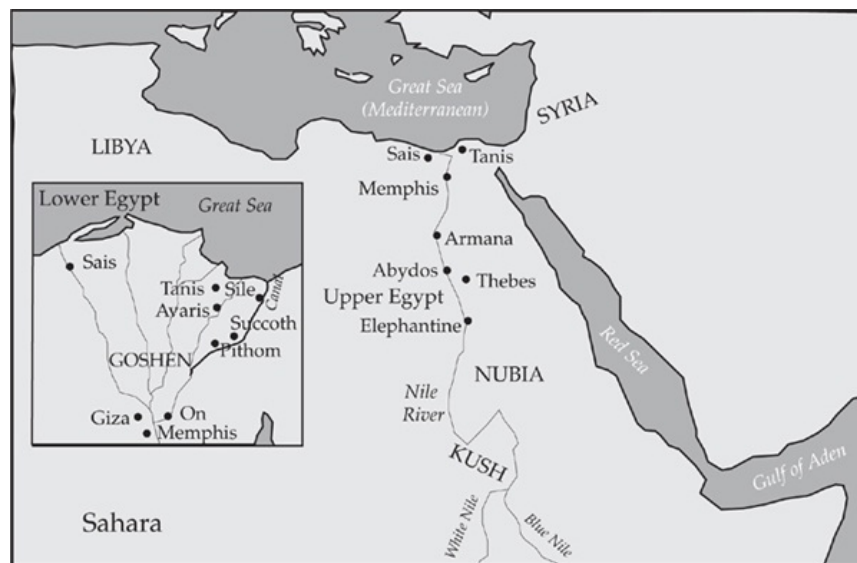 Great Sea
(Mediterranean)
SYRIA
LIBYA
Sais
Tanis
Memphis
Armana
Abydos
Thebes
Upper Egypt
Elephantine
NUBIA
Nile
River
KUSH
White Nile
Blue Nile
Red Sea
Gulf of Aden
Sahara
Lower Egypt
Great Sea
Sais
Tanis
Sile
Canal
Avaris
Succoth
GOSHEN
Pithom
Giza
On
Memphis